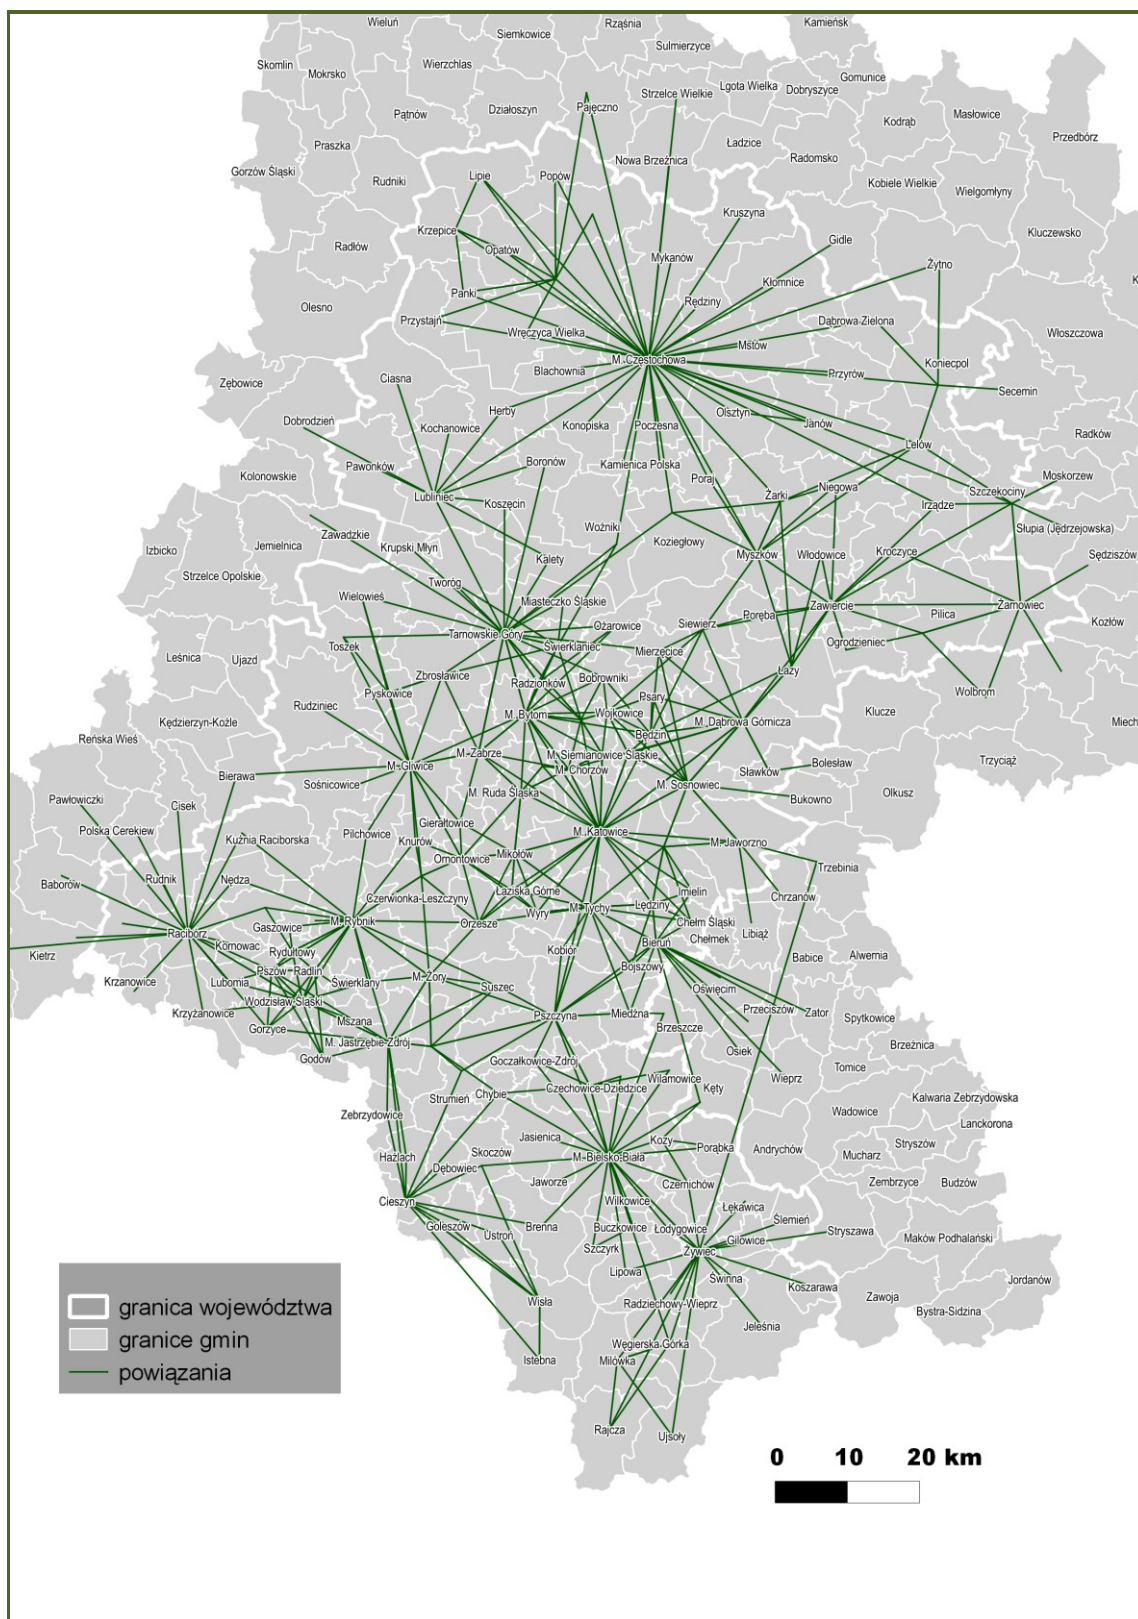 Wieluń
Rząśnia
Kamieńsk
Siemkowice
Sulmierzyce
Skomlin
Mokrsko
Wierzchlas
Gomunice
Strzelce Wielkie
Lgota Wielka
Dobryszyce
Pątnów
Działoszyn
Pajęczno
Kodrąb
Masłowice
Przedbórz
Praszka
Ładzice
Radomsko
Nowa Brzeźnica
Gorzów Śląski
Rudniki
Lipie
Popów
Kobiele Wielkie
Wielgomłyny
Kruszyna
Radłów
Krzepice
Opatów
Gidle
Kluczewsko
Mykanów
Żytno
Kłomnice
Panki
Rędziny
Olesno
Przystajń
Wręczyca Wielka
Dąbrowa Zielona
Włoszczowa
M. Częstochowa
Mstów
Koniecpol
Zębowice
Ciasna
Blachownia
Przyrów
Secemin
Herby
Olsztyn
Janów
Dobrodzień
Kochanowice
Konopiska
Poczesna
Radków
Lelów
Pawonków
Boronów
Kamienica Polska
Kolonowskie
Poraj
Niegowa
Szczekociny
Moskorzew
Lubliniec
Koszęcin
Żarki
Irządze
Woźniki
Słupia (Jędrzejowska)
Zawadzkie
Koziegłowy
Izbicko
Jemielnica
Krupski Młyn
Kalety
Myszków
Włodowice
Kroczyce
Sędziszów
Strzelce Opolskie
Tworóg
Wielowieś
Miasteczko Śląskie
Zawiercie
Żarnowiec
Poręba
Pilica
Siewierz
Kozłów
Tarnowskie Góry
Ożarowice
Toszek
Świerklaniec
Mierzęcice
Ogrodzieniec
Leśnica
Ujazd
Łazy
Zbrosławice
Radzionków
Bobrowniki
Wolbrom
Pyskowice
Psary
Rudziniec
M. Bytom
Wojkowice
M. Dąbrowa Górnicza
Klucze
Kędzierzyn-Koźle
Będzin
Reńska Wieś
M. Zabrze
M. Siemianowice Śląskie
Trzyciąż
M. Gliwice
M. Chorzów
Sławków
Bolesław
Bierawa
Sośnicowice
M. Sosnowiec
M. Ruda Śląska
Olkusz
Pawłowiczki
Cisek
Bukowno
Gierałtowice
Polska Cerekiew
Kuźnia Raciborska
Pilchowice
Knurów
M. Katowice
M. Jaworzno
Ornontowice
Mikołów
Trzebinia
Baborów
Rudnik
Nędza
Czerwionka-Leszczyny
Łaziska Górne
Imielin
Chrzanów
Wyry
M. Tychy
Lędziny
M. Rybnik
Orzesze
Chełm Śląski
Libiąż
Racibórz
Gaszowice
Chełmek
Kornowac
Kobiór
Bieruń
Rydułtowy
Babice
Alwernia
Kietrz
Bojszowy
Pszów
Radlin
M. Żory
Krzanowice
Lubomia
Świerklany
Suszec
Oświęcim
Wodzisław Śląski
Przeciszów
Zator
Krzyżanowice
Mszana
Pszczyna
Miedźna
Spytkowice
Gorzyce
Brzeszcze
M. Jastrzębie-Zdrój
Brzeźnica
Godów
Goczałkowice-Zdrój
Osiek
Tomice
Wieprz
Wilamowice
Strumień
Chybie
Czechowice-Dziedzice
Kęty
Kalwaria Zebrzydowska
Zebrzydowice
Wadowice
Lanckorona
Jasienica
Kozy
Porąbka
Andrychów
Stryszów
Skoczów
Mucharz
Hażlach
M. Bielsko-Biała
Dębowiec
Jaworze
Czernichów
Zembrzyce
Budzów
Cieszyn
Wilkowice
Łękawica
Ślemień
Goleszów
Brenna
Buczkowice
Łodygowice
Stryszawa
Ustroń
Maków Podhalański
Gilowice
Szczyrk
Żywiec
Lipowa
Świnna
Jordanów
Koszarawa
Wisła
Radziechowy-Wieprz
Zawoja
Bystra-Sidzina
Jeleśnia
Węgierska Górka
Istebna
Milówka
Rajcza
Ujsoły
granica województwa
granice gmin
powiązania
0 10 20 km